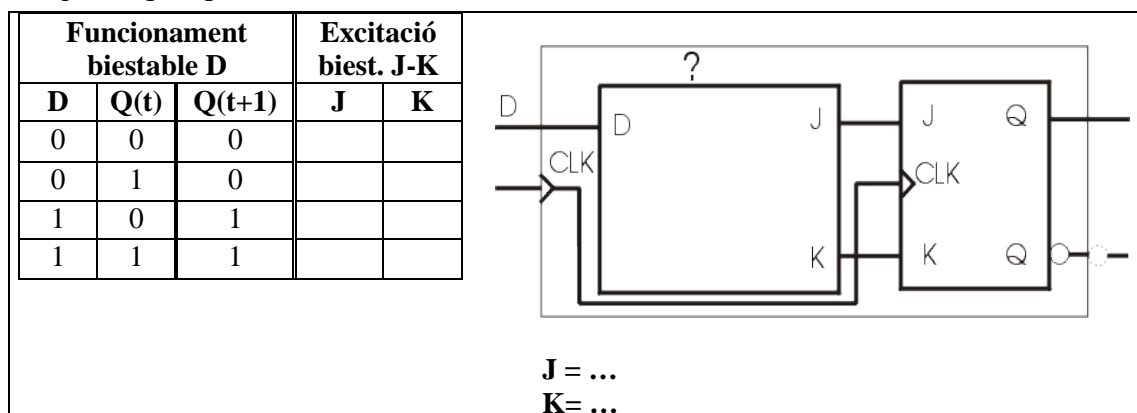 Funcionament
biestable D
Excitació
biest. J-K
D Q(t) Q(t+1) J K
0 0 0
0 1 0
1 0 1
1 1 1
?
D
D J J Q
CLK
CLK
K K Q
J = …
K= …